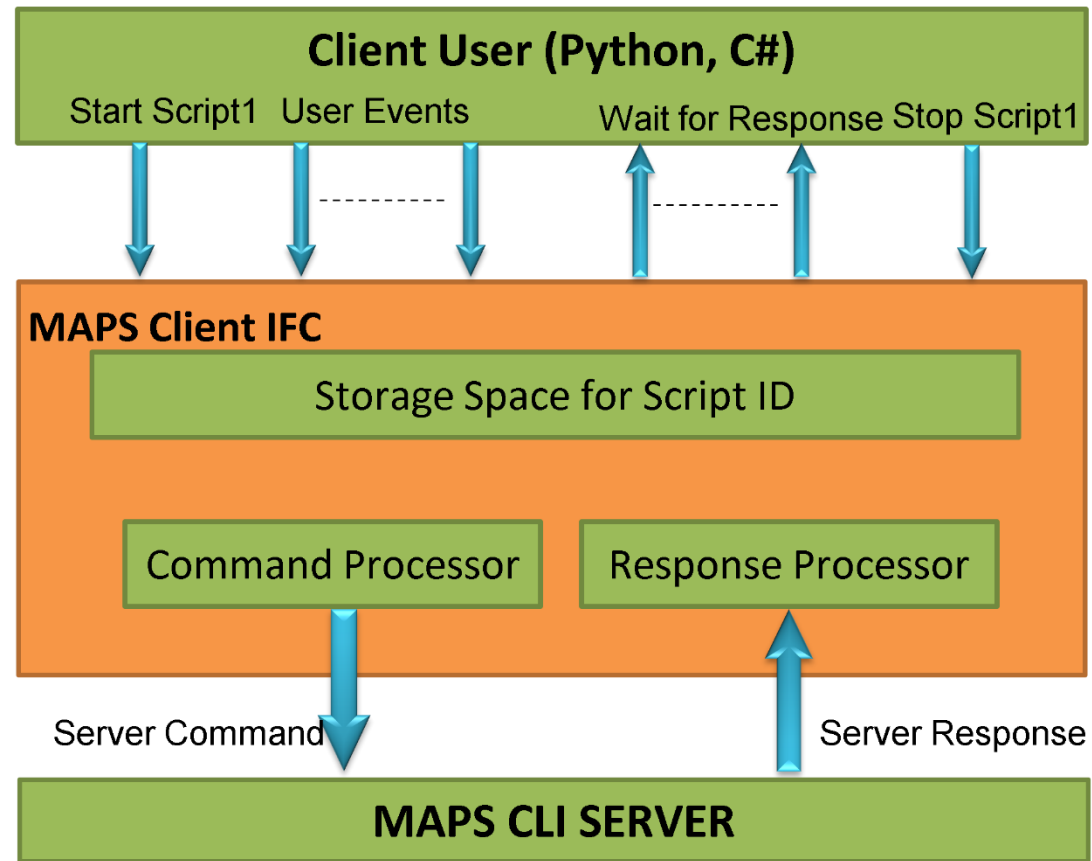 Client User (Python, C#)
Start Script1
User Events
Wait for Response
Stop Script1
MAPS Client IFC
Storage Space for Script ID
Command Processor
Response Processor
Server Command
Server Response
MAPS CLI SERVER